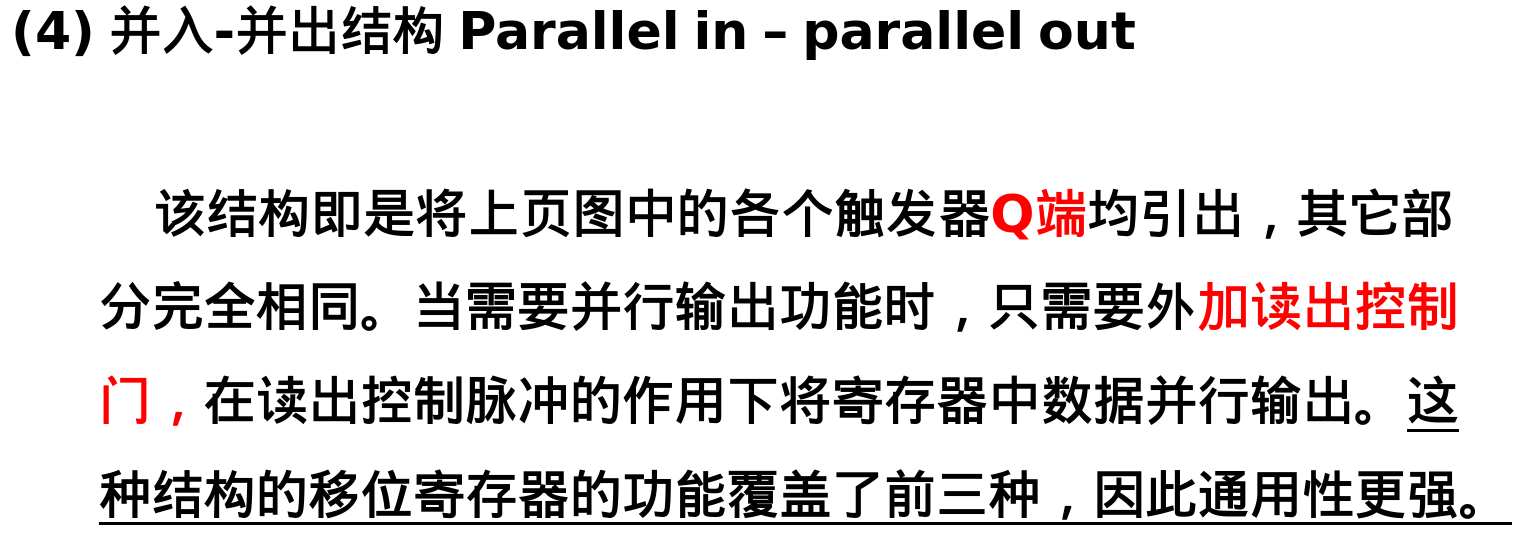 (4) 并入-并出结构 Parallel in – parallel out
该结构即是将上页图中的各个触发器Q端均引出，其它部
分完全相同。当需要并行输出功能时，只需要外加读出控制
门，在读出控制脉冲的作用下将寄存器中数据并行输出。这
种结构的移位寄存器的功能覆盖了前三种，因此通用性更强。